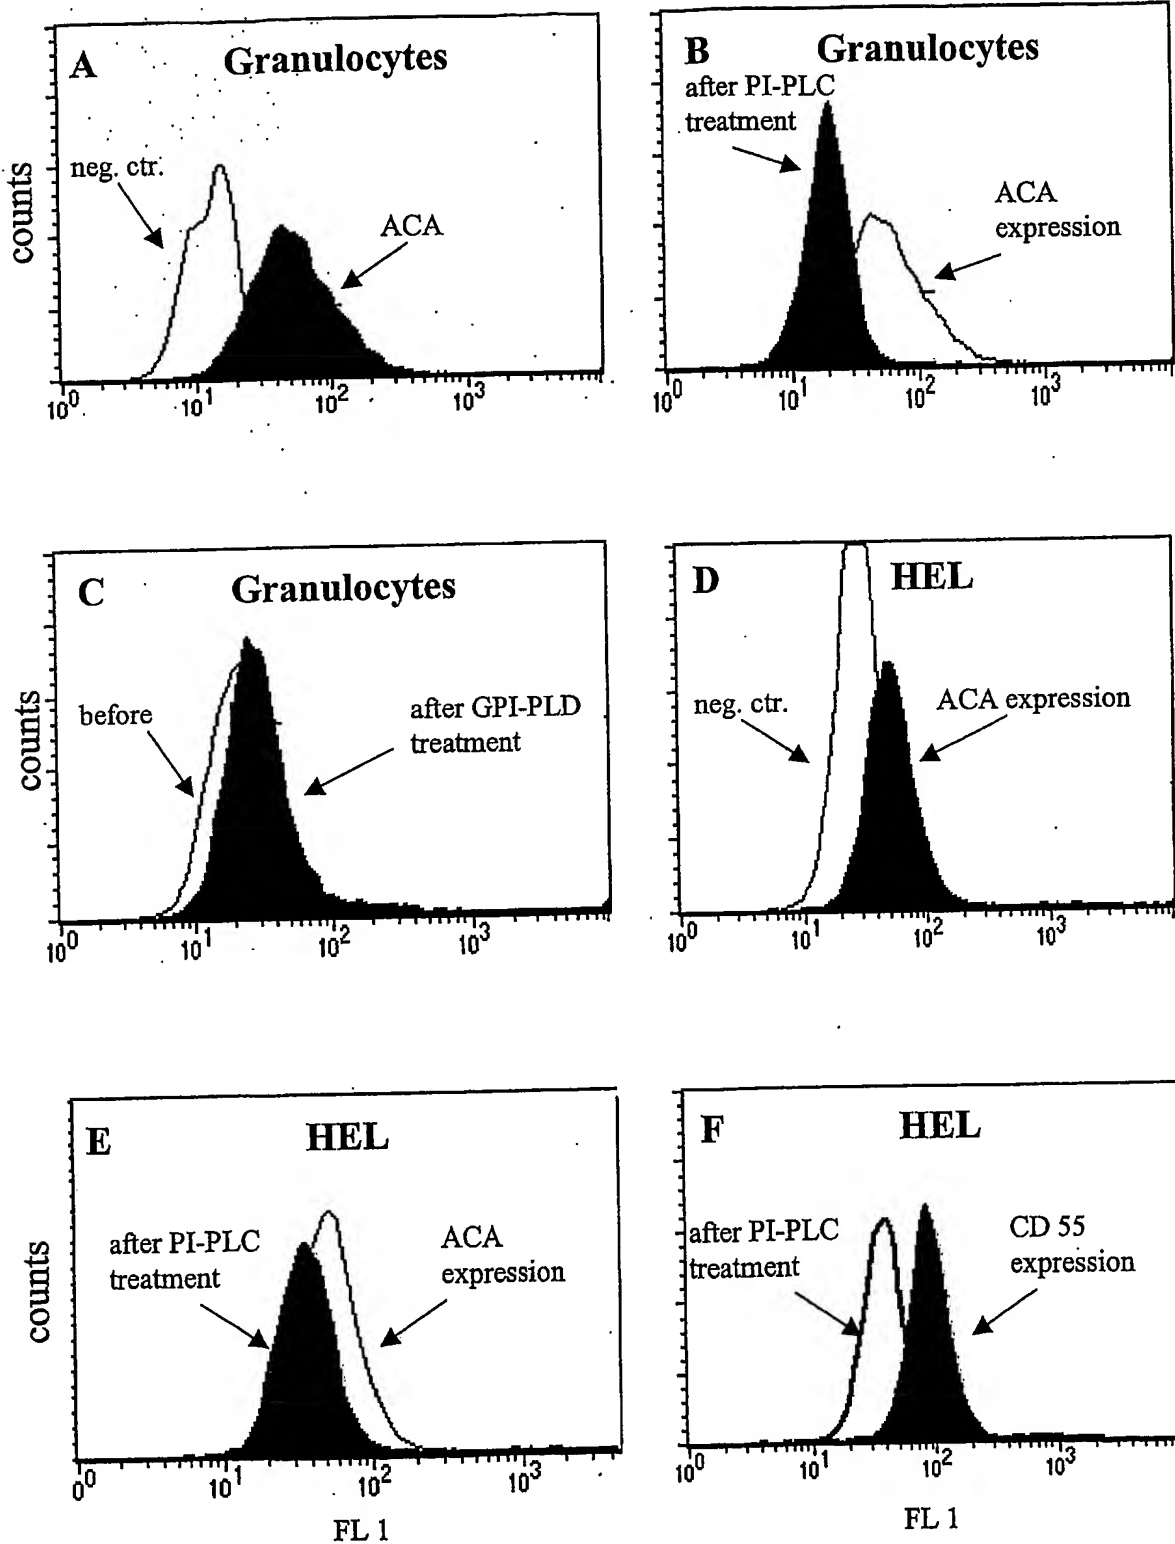 A
Granulocytes
neg. ctr.
ACA
counts
10^0 10^1 10^2 10^3
B
Granulocytes
after PI-PLC
treatment
ACA
expression
10^0 10^1 10^2 10^3
C
Granulocytes
before
after GPI-PLD
treatment
counts
10^0 10^1 10^2 10^3
D
HEL
neg. ctr.
ACA expression
10^0 10^1 10^2 10^3
E
HEL
after PI-PLC
treatment
ACA
expression
counts
0^0 10^1 10^2 10^3
FL 1
F
HEL
after PI-PLC
treatment
CD 55
expression
10^0 10^1 10^2 10^3
FL 1